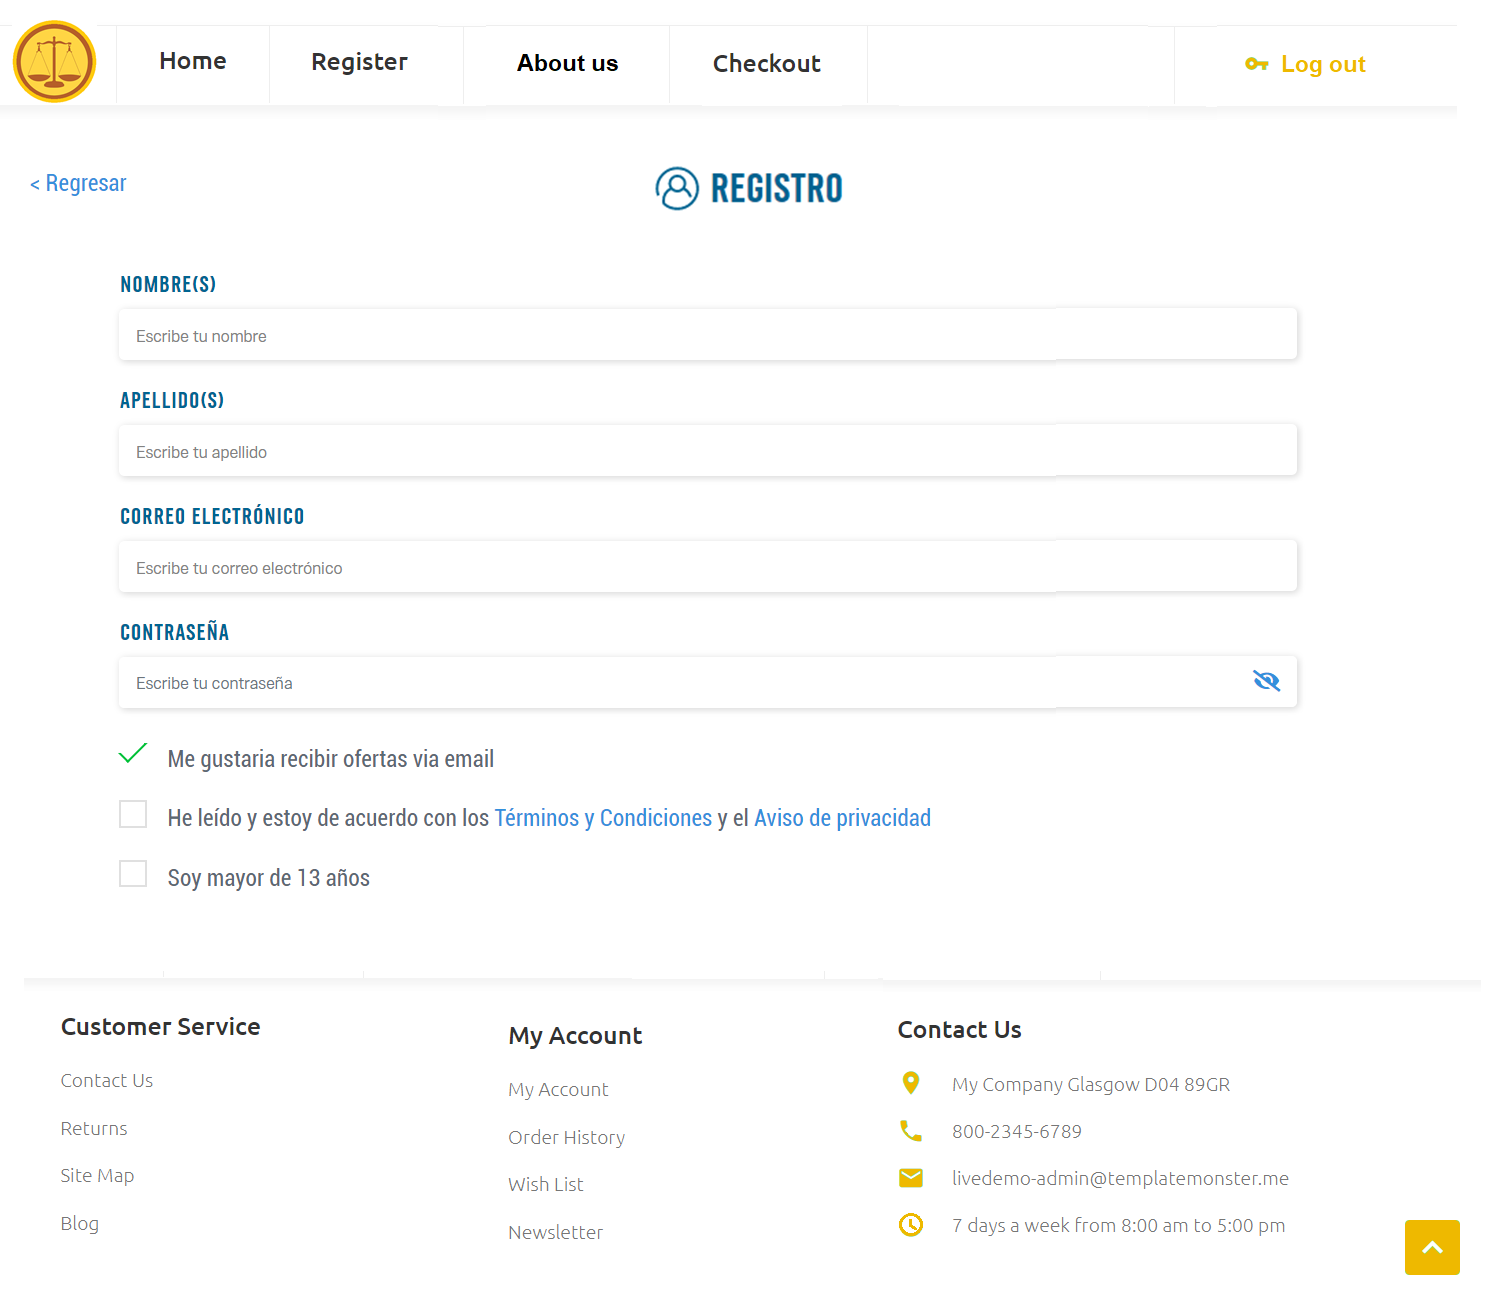 Home
Register
About us
Checkout
Log out
< Regresar
REGISTRO
NOMBRE(S)
Escribe tu nombre
APELLIDO(S)
Escribe tu apellido
CORREO ELECTRÓNICO
Escribe tu correo electrónico
CONTRASEÑA
Escribe tu contraseña
Me gustaria recibir ofertas via email
He leído y estoy de acuerdo con los Términos y Condiciones y el Aviso de privacidad
Soy mayor de 13 años
Customer Service
Contact Us
Returns
Site Map
Blog
My Account
My Account
Order History
Wish List
Newsletter
Contact Us
My Company Glasgow D04 89GR
800-2345-6789
livedemo-admin@templatemonster.me
7 days a week from 8:00 am to 5:00 pm